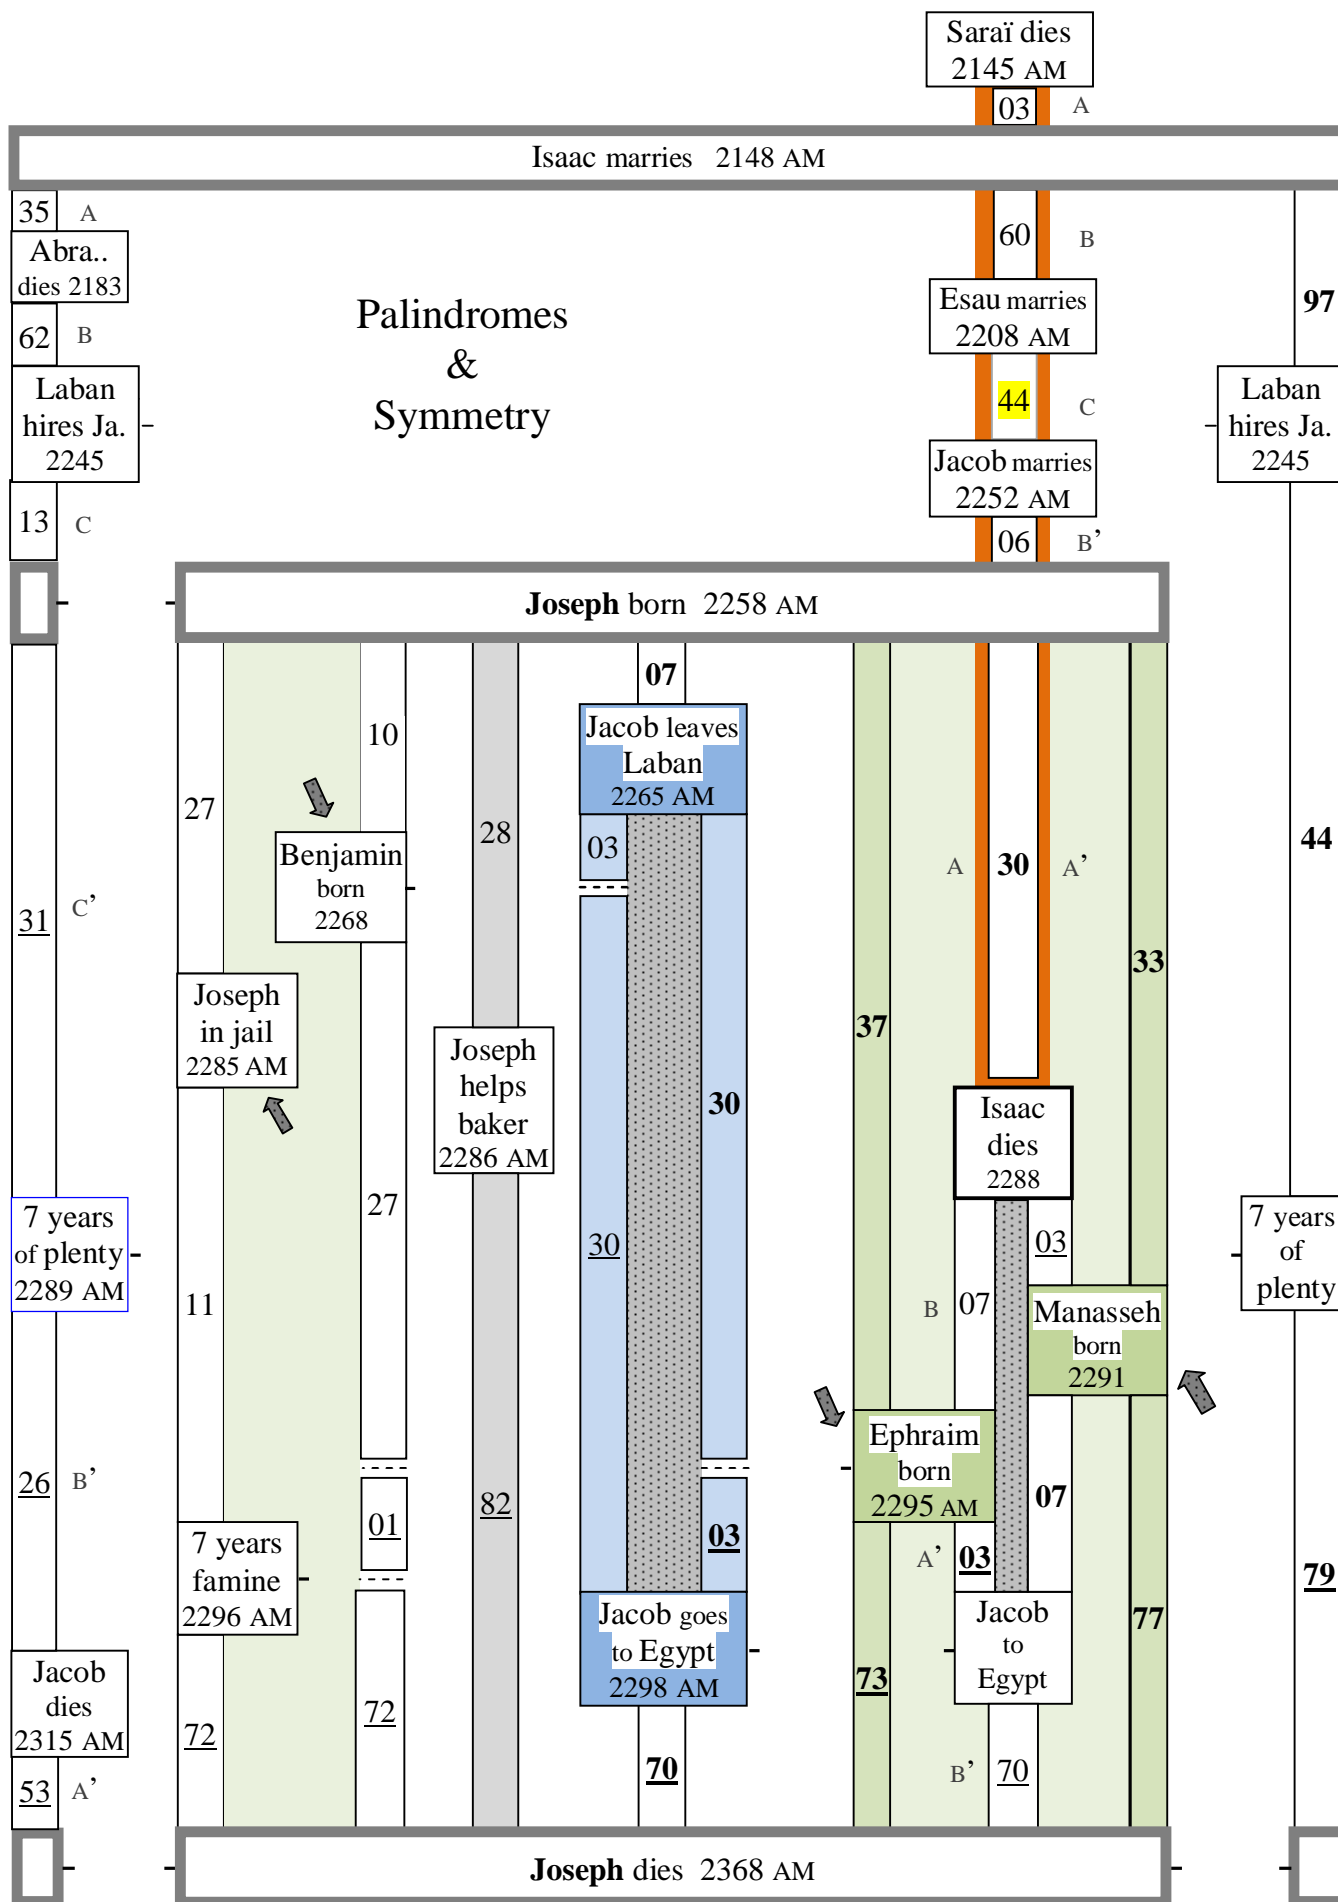 Saraï dies
2145 AM
03 A
Isaac marries 2148 AM
35 A
Abra..
dies 2183
62 B
Laban
hires Ja.
2245
13 C
Palindromes
&
Symmetry
60 B
Esau marries
2208 AM
44 C
Jacob marries
2252 AM
06 B’
97
Laban
hires Ja.
2245
Joseph born 2258 AM
31 C’
7 years
of plenty
2289 AM
26 B’
Jacob
dies
2315 AM
53 A’
27
Joseph
in jail
2285 AM
11
7 years
famine
2296 AM
72
10
Benjamin
born
2268
27
01
72
28
Joseph
helps
baker
2286 AM
82
07
Jacob leaves
Laban
2265 AM
03
30
30
03
Jacob goes
to Egypt
2298 AM
70
37
Ephraim
born
2295 AM
73
A 30 A’
Isaac
dies
2288
B 07
03
A’ 03
07
Jacob
to
Egypt
B’ 70
33
Manasseh
born
2291
77
44
7 years
of
plenty
79
Joseph dies 2368 AM